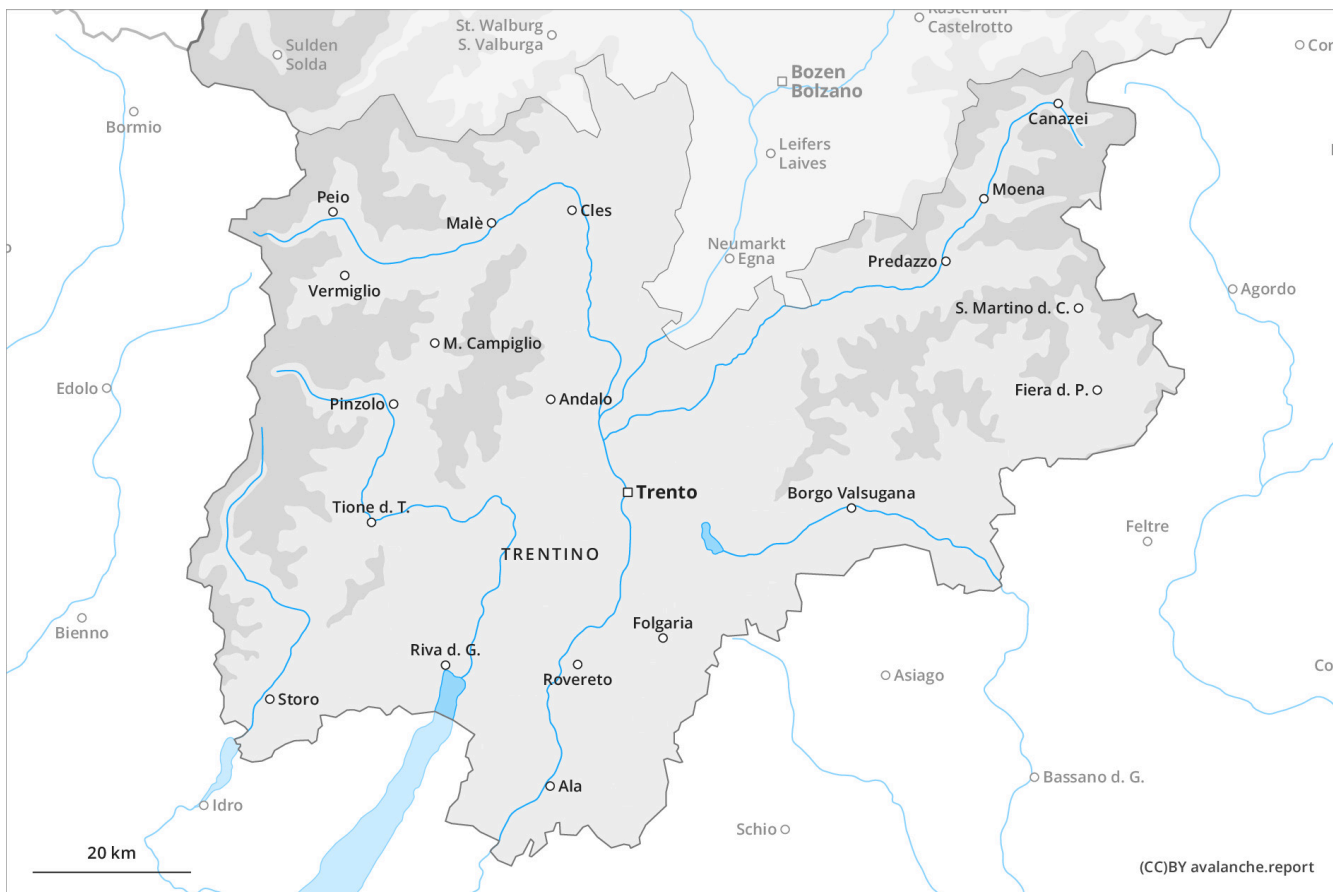 Kastelruth
Castelrotto
St. Walburg
S. Valburga
Sulden
Solda
Cor
Bozen
Bolzano
Bormio
Canazei
Leifers
Laives
Moena
Peio
Malè
Cles
Neumarkt
Egna
Predazzo
Vermiglio
Agordo
S. Martino d. C.
M. Campiglio
Edolo
Pinzolo
Andalo
Fiera d. P.
Trento
Borgo Valsugana
Tione d. T.
Feltre
TRENTINO
Bienno
Folgaria
Riva d. G.
Rovereto
Asiago
Co
Storo
Ala
Bassano d. G.
Idro
Schio
20 km
(CC)BY avalanche.report